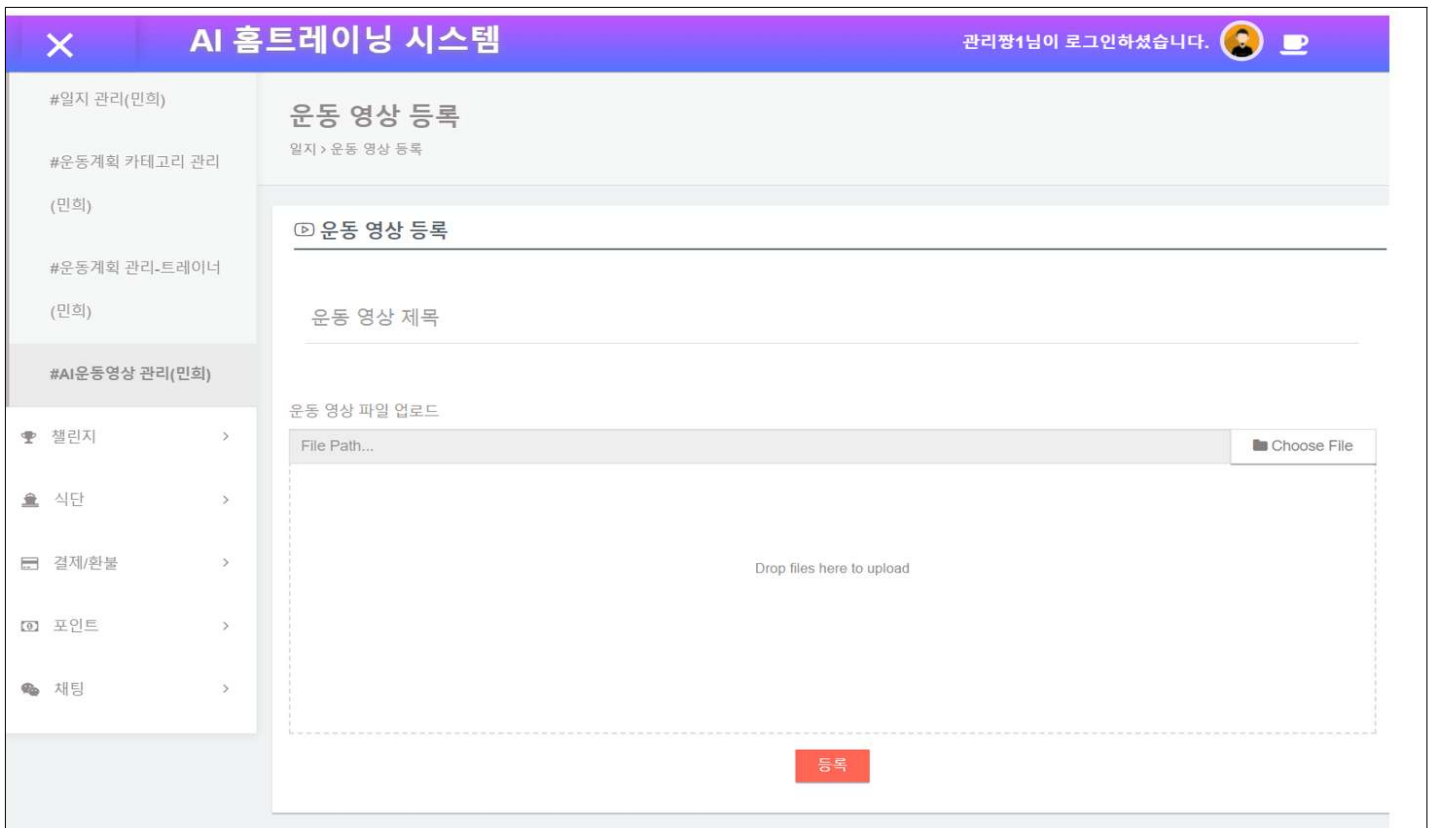 AI 홈트레이닝 시스템
관리짱1님이 로그인하셨습니다.
#일지 관리(민희)
#운동계획 카테고리 관리
(민희)
#운동계획 관리-트레이너
(민희)
#AI운동영상 관리(민희)
챌린지
식단
결제/환불
포인트
채팅
운동 영상 등록
일지 > 운동 영상 등록
운동 영상 등록
운동 영상 제목
운동 영상 파일 업로드
File Path...
Choose File
Drop files here to upload
등록